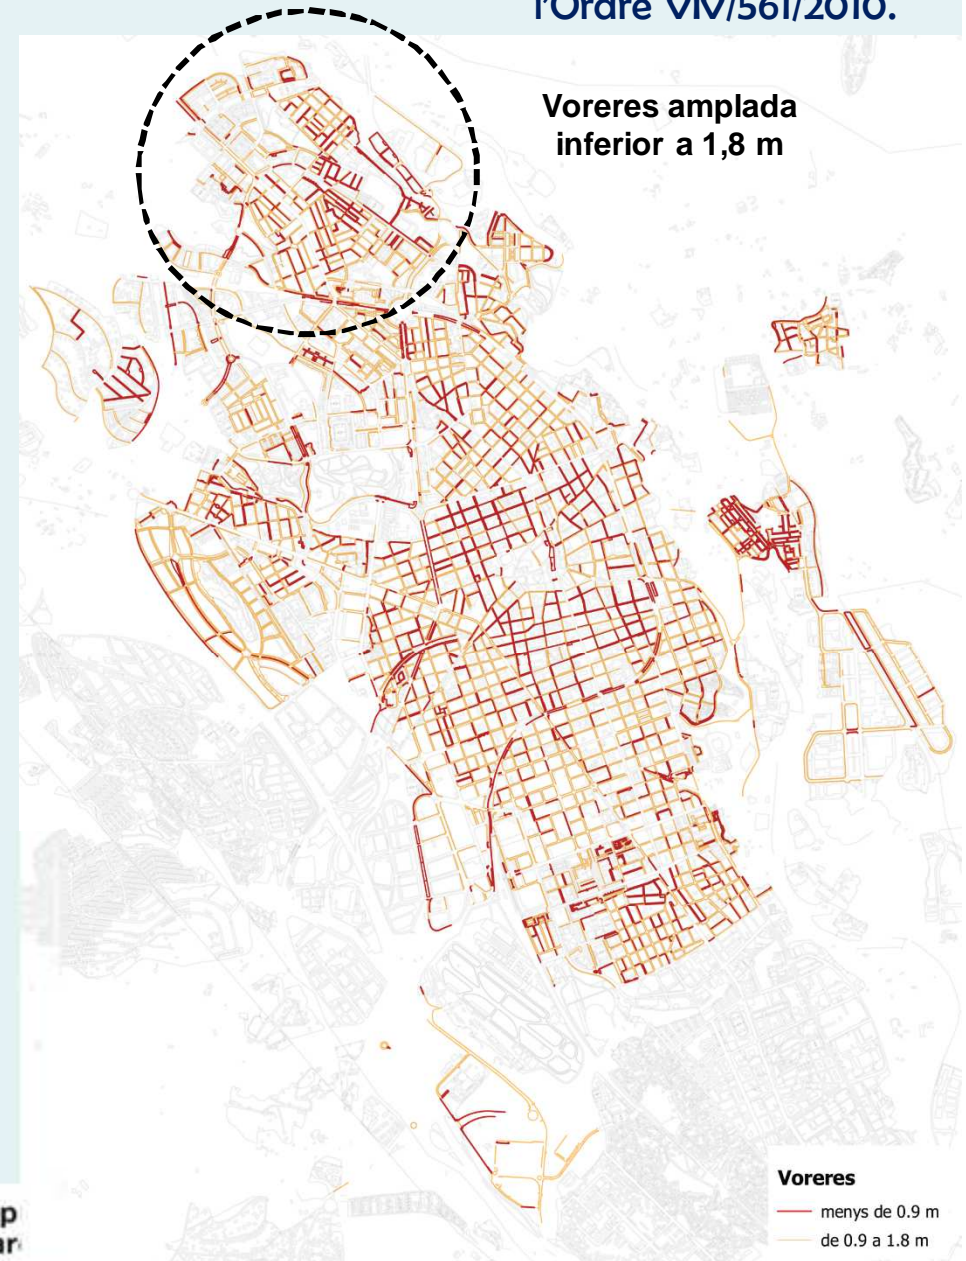 l'Ordre VIV/561/2010.
Voreres amplada
inferior a 1,8 m
Voreres
menys de 0.9 m
de 0.9 a 1.8 m